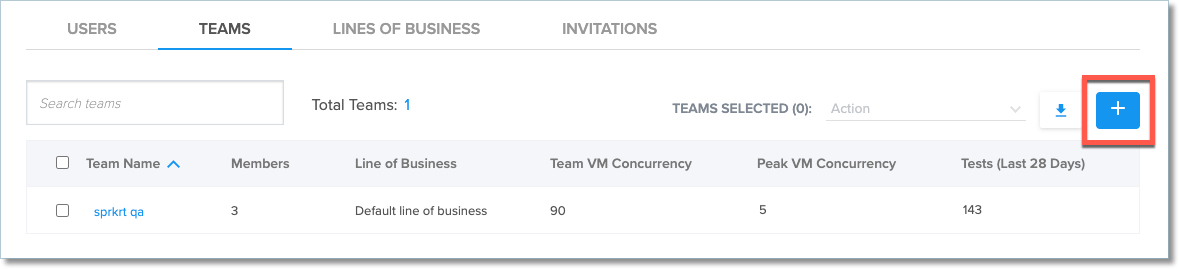 USERS TEAMS LINES OF BUSINESS INVITATIONS
Search teams Total Teams: 1 TEAMS SELECTED (0): Action +
Team Name Members Line of Business Team VM Concurrency Peak VM Concurrency Tests (Last 28 Days)
sprkrt qa 3 Default line of business 90 5 143